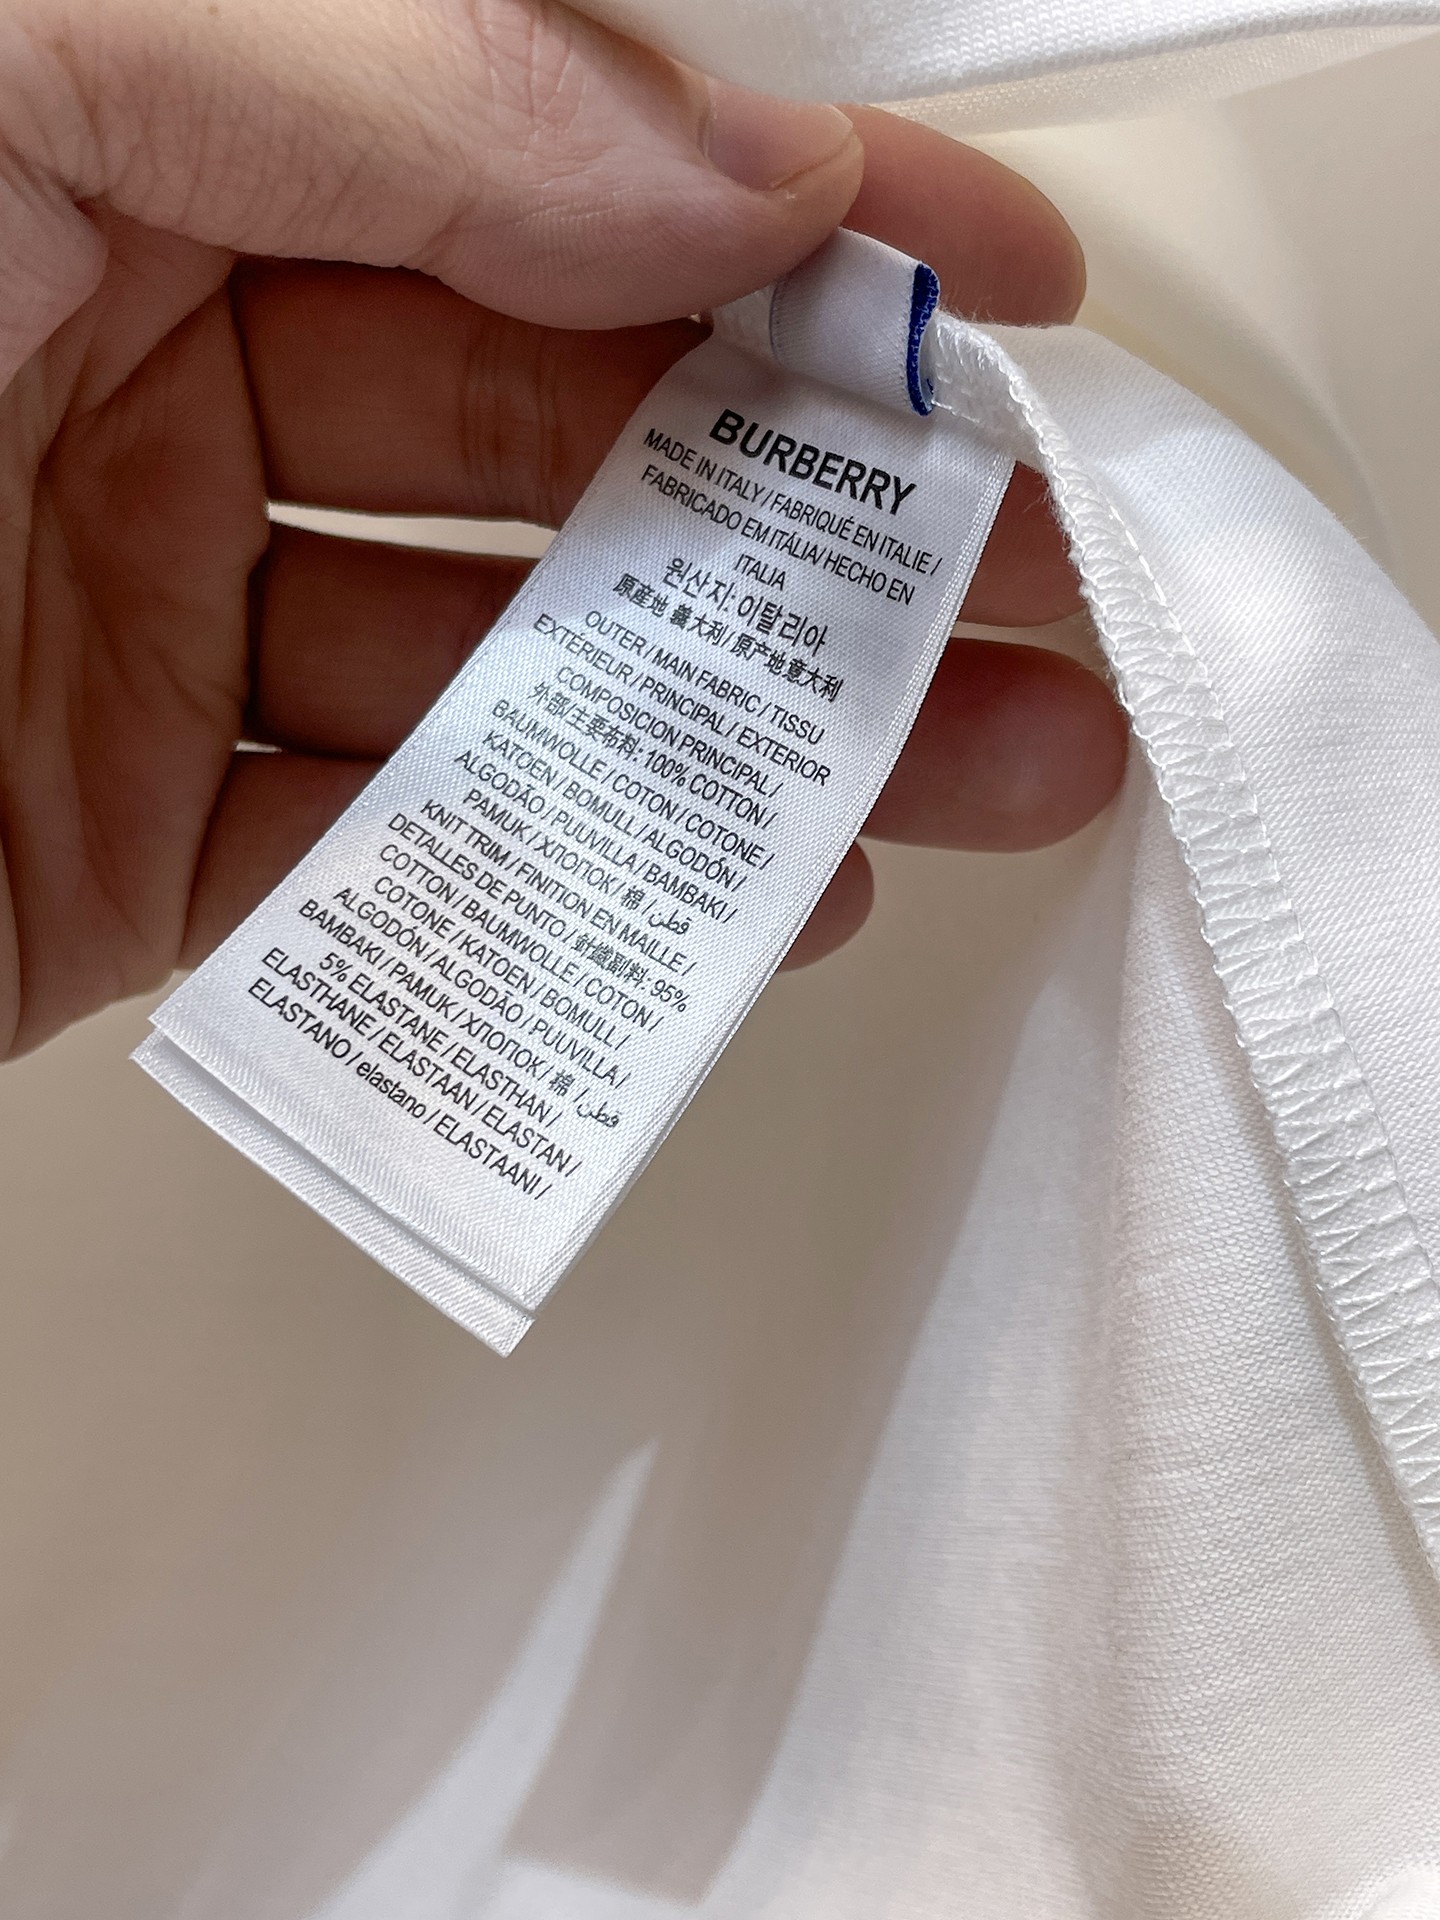 BURBERRY
MADE IN ITALY / FABRIQUÉ EN ITALIE /
FABRICADO EM ITÁLIA/ HECHO EN
ITALIA
원산지: 이탈리아
原産地 義大利 / 原产地意大利
OUTER / MAIN FABRIC / TISSU
EXTÉRIEUR / PRINCIPAL / EXTERIOR
COMPOSICION PRINCIPAL /
外部/主要布料: 100% COTTON /
BAUMWOLLE / COTON / COTONE /
KATOEN / BOMULL / ALGODÓN /
ALGODÃO / PUUVILLA / BAMBAKI /
PAMUK / ХЛОПОК / 綿 / قطن
KNIT TRIM / FINITION EN MAILLE /
DETALLES DE PUNTO / 針織副料: 95%
COTTON / BAUMWOLLE / COTON /
COTONE / KATOEN / BOMULL /
ALGODÓN / ALGODÃO / PUUVILLA /
BAMBAKI / PAMUK / ХЛОПОК / 綿 / قطن
5% ELASTANE / ELASTHAN /
ELASTHANE / ELASTAAN / ELASTAN /
ELASTANO / elastano / ELASTAANI /